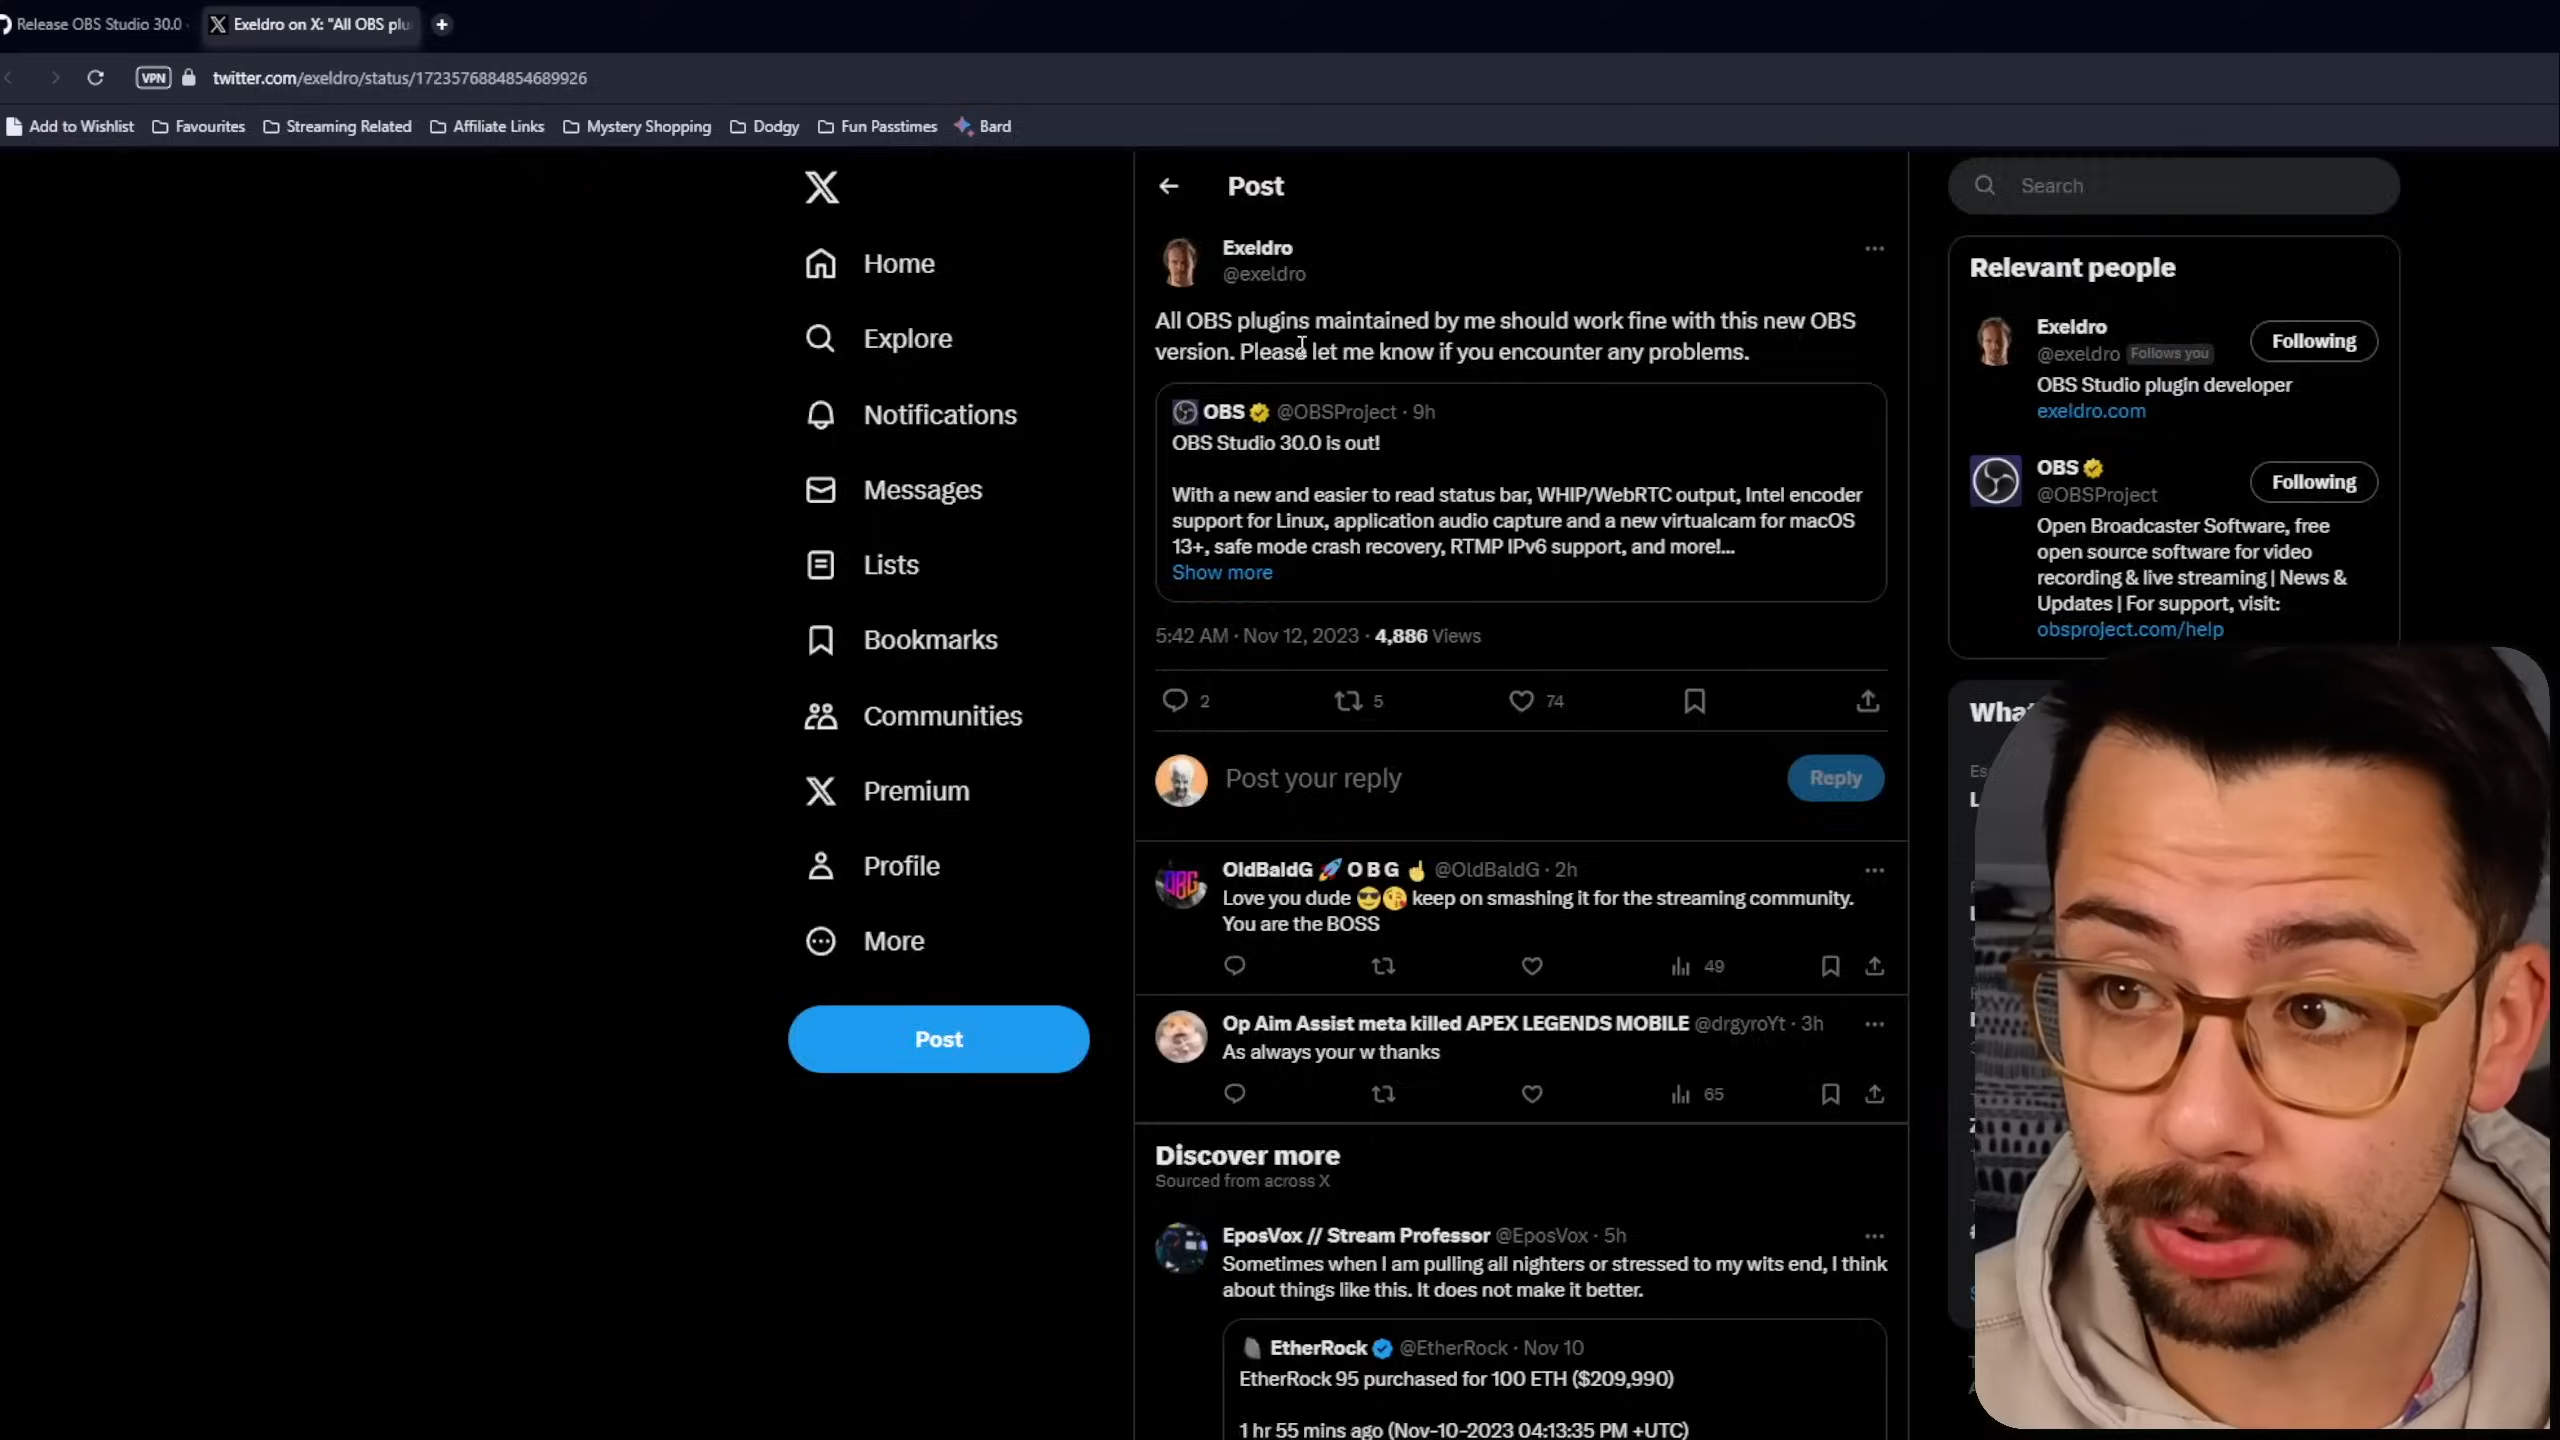 Release OBS Studio 30.0
Exeldro on X: "All OBS plu
VPN
twitter.com/exeldro/status/1723576884854689926
Add to Wishlist
Favourites
Streaming Related
Affiliate Links
Mystery Shopping
Dodgy
Fun Passtimes
Bard
Home
Explore
Notifications
Messages
Lists
Bookmarks
Communities
Premium
Profile
More
Post
Post
Exeldro
@exeldro
All OBS plugins maintained by me should work fine with this new OBS
version. Please let me know if you encounter any problems.
OBS @OBSProject · 9h
OBS Studio 30.0 is out!
With a new and easier to read status bar, WHIP/WebRTC output, Intel encoder
support for Linux, application audio capture and a new virtualcam for macOS
13+, safe mode crash recovery, RTMP IPv6 support, and more!...
Show more
5:42 AM · Nov 12, 2023 · 4,886 Views
2
5
74
Post your reply
Reply
OldBaldG 🚀 O B G ☝ @OldBaldG · 2h
Love you dude 😎😘 keep on smashing it for the streaming community.
You are the BOSS
49
Op Aim Assist meta killed APEX LEGENDS MOBILE @drgyroYt · 3h
As always your w thanks
65
Discover more
Sourced from across X
EposVox // Stream Professor @EposVox · 5h
Sometimes when I am pulling all nighters or stressed to my wits end, I think
about things like this. It does not make it better.
EtherRock @EtherRock · Nov 10
EtherRock 95 purchased for 100 ETH ($209,990)
1 hr 55 mins ago (Nov-10-2023 04:13:35 PM +UTC)
Search
Relevant people
Exeldro
@exeldro Follows you
Following
OBS Studio plugin developer
exeldro.com
OBS
@OBSProject
Following
Open Broadcaster Software, free
open source software for video
recording & live streaming | News &
Updates | For support, visit:
obsproject.com/help